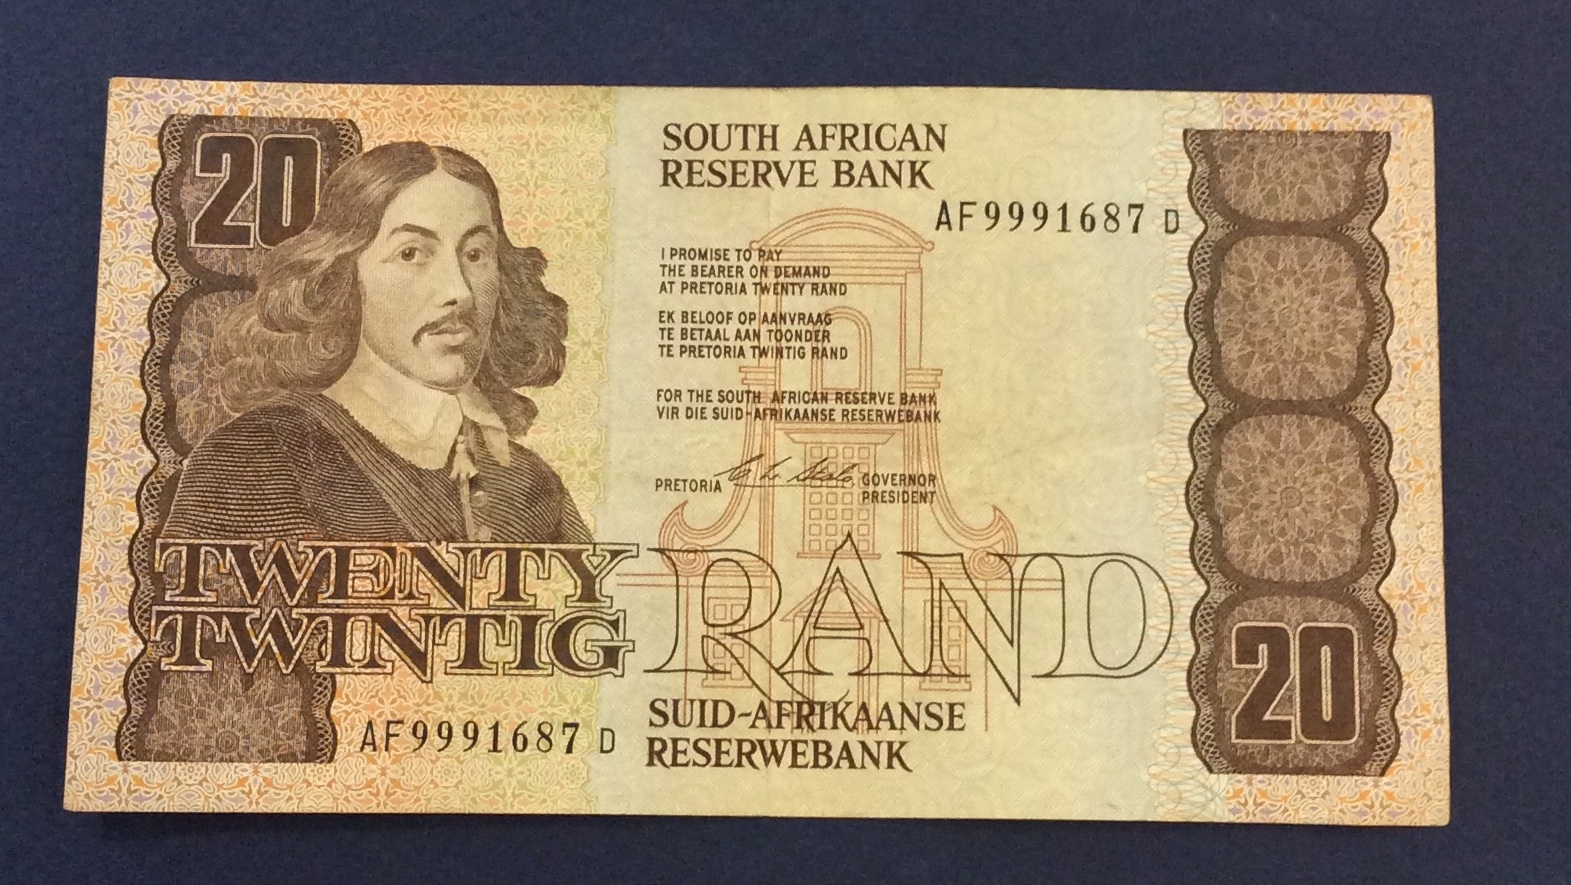 20
SOUTH AFRICAN
RESERVE BANK
AF9991687 D
I PROMISE TO PAY
THE BEARER ON DEMAND
AT PRETORIA TWENTY RAND
EK BELOOF OP AANVRAAG
TE BETAAL AAN TOONDER
TE PRETORIA TWINTIG RAND
FOR THE SOUTH AFRICAN RESERVE BANK
VIR DIE SUID-AFRIKAANSE RESERWEBANK
PRETORIA GOVERNOR
PRESIDENT
TWENTY
TWINTIG RAND
SUID-AFRIKAANSE
RESERWEBANK
AF9991687 D
20